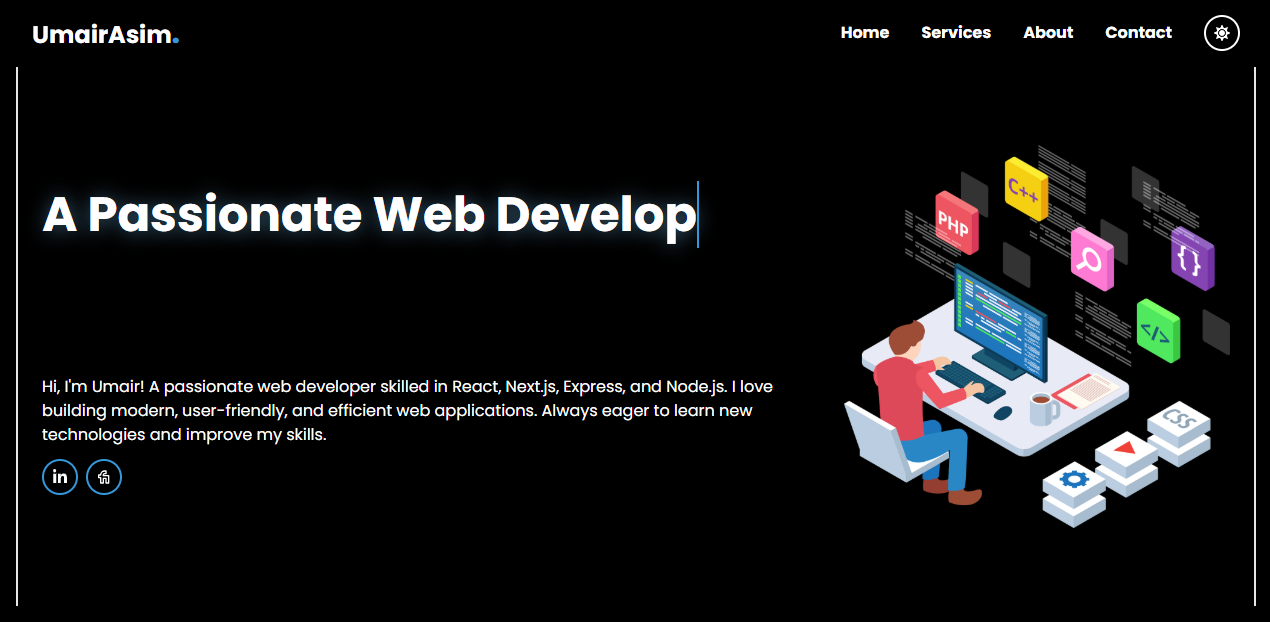 UmairAsim.
Home Services About Contact
A Passionate Web Develop
Hi, I'm Umair! A passionate web developer skilled in React, Next.js, Express, and Node.js. I love
building modern, user-friendly, and efficient web applications. Always eager to learn new
technologies and improve my skills.
in
C++
PHP
{}
</>
CSS